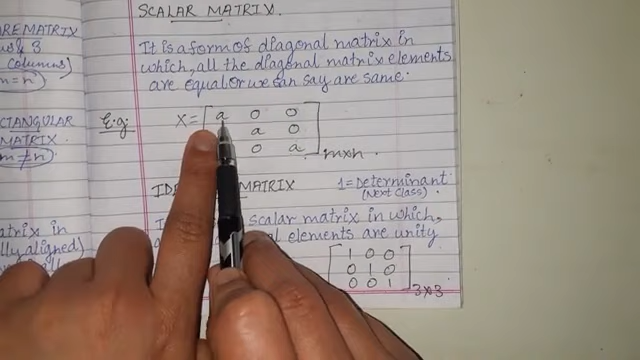 SCALAR MATRIX.
It is a form of diagonal matrix in
which, all the diagonal matrix elements
are equal or we can say are same.
E.g:
X = a 0 0
a 0
0 a m×n.
MATRIX 1 = Determinant
(Next Class).
scalar matrix in which,
elements are unity
1 0 0
0 1 0
0 0 1 3×3
MATRIX
& 3
columns)
m = n
MATRIX.
m ≠ n
matrix in
aligned)